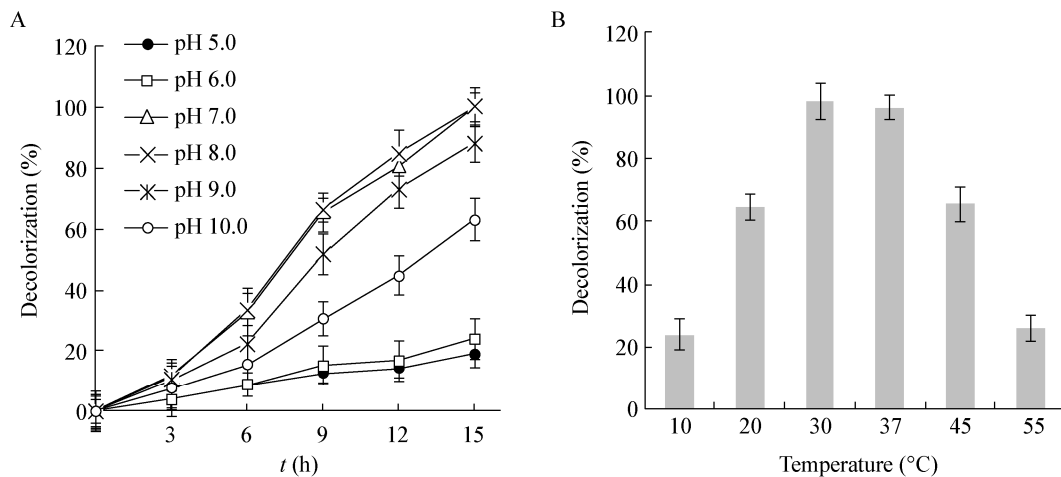 A
Decolorization (%)
120
100
80
60
40
20
0
pH 5.0
pH 6.0
pH 7.0
pH 8.0
pH 9.0
pH 10.0
3 6 9 12 15
t (h)
B
Decolorization (%)
120
100
80
60
40
20
0
10 20 30 37 45 55
Temperature (°C)